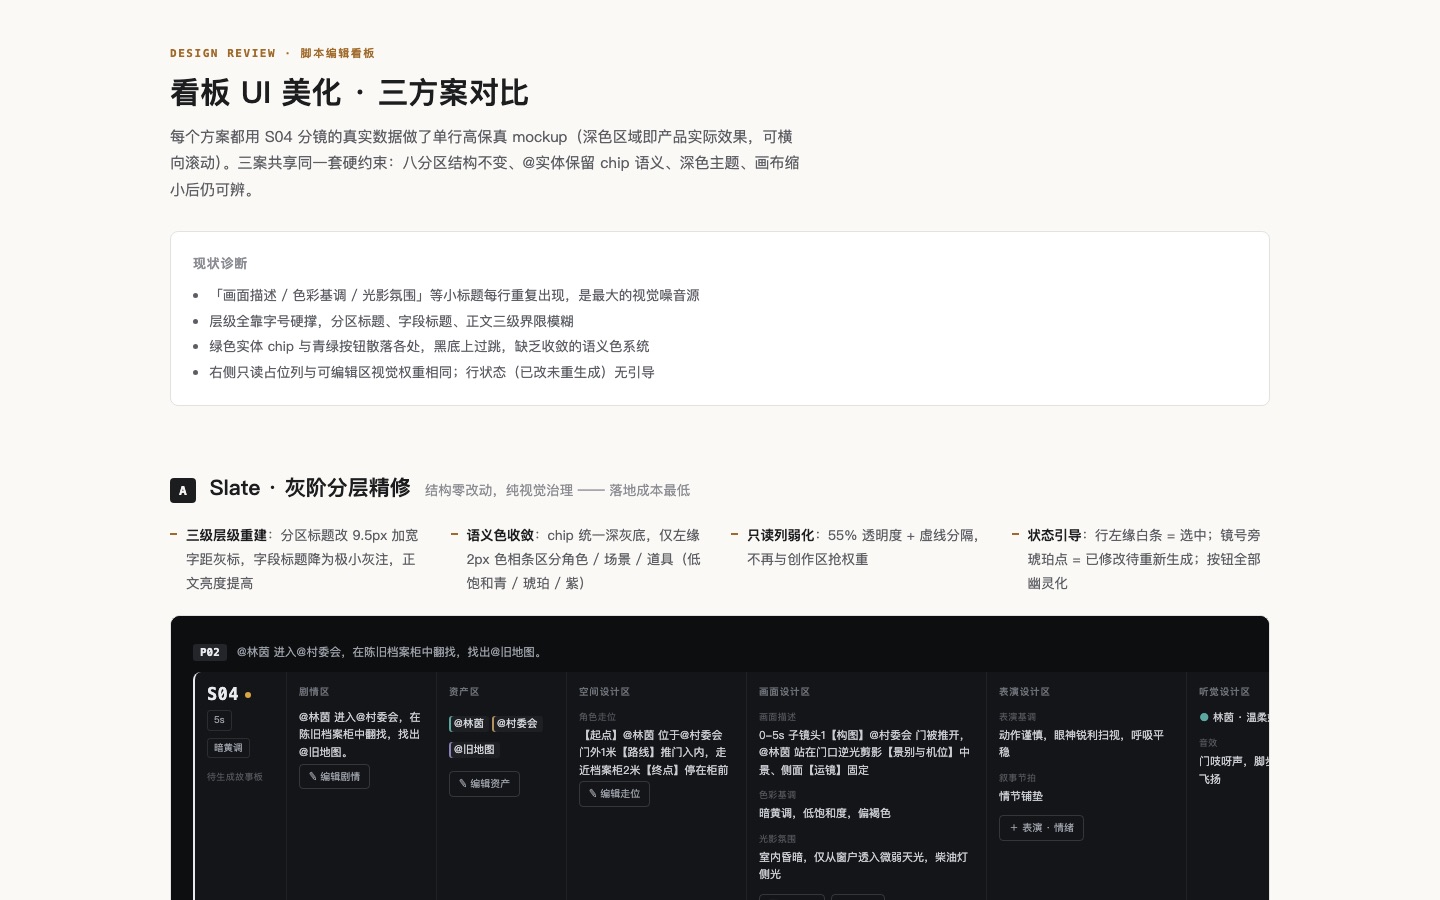 DESIGN REVIEW · 脚本编辑看板
看板 UI 美化 · 三方案对比
每个方案都用 S04 分镜的真实数据做了单行高保真 mockup（深色区域即产品实际效果，可横
向滚动）。三案共享同一套硬约束：八分区结构不变、@实体保留 chip 语义、深色主题、画布缩
小后仍可辨。
现状诊断
「画面描述 / 色彩基调 / 光影氛围」等小标题每行重复出现，是最大的视觉噪音源
层级全靠字号硬撑，分区标题、字段标题、正文三级界限模糊
绿色实体 chip 与青绿按钮散落各处，黑底上过跳，缺乏收敛的语义色系统
右侧只读占位列与可编辑区视觉权重相同；行状态（已改未重生成）无引导
A Slate · 灰阶分层精修 结构零改动，纯视觉治理 —— 落地成本最低
三级层级重建：分区标题改 9.5px 加宽
字距灰标，字段标题降为极小灰注，正
文亮度提高
语义色收敛：chip 统一深灰底，仅左缘
2px 色相条区分角色 / 场景 / 道具（低
饱和青 / 琥珀 / 紫）
只读列弱化：55% 透明度 + 虚线分隔，
不再与创作区抢权重
状态引导：行左缘白条 = 选中；镜号旁
琥珀点 = 已修改待重新生成；按钮全部
幽灵化
P02 @林茵 进入@村委会，在陈旧档案柜中翻找，找出@旧地图。
S04
5s
暗黄调
待生成故事板
剧情区
@林茵 进入@村委会，在
陈旧档案柜中翻找，找出
@旧地图。
✎ 编辑剧情
资产区
@林茵 @村委会
@旧地图
✎ 编辑资产
空间设计区
角色走位
【起点】@林茵 位于@村委会
门外1米【路线】推门入内，走
近档案柜2米【终点】停在柜前
✎ 编辑走位
画面设计区
画面描述
0–5s 子镜头1【构图】@村委会 门被推开，
@林茵 站在门口逆光剪影【景别与机位】中
景、侧面【运镜】固定
色彩基调
暗黄调，低饱和度，偏褐色
光影氛围
室内昏暗，仅从窗户透入微弱天光，柴油灯
侧光
表演设计区
表演基调
动作谨慎，眼神锐利扫视，呼吸平
稳
叙事节拍
情节铺垫
＋ 表演 · 情绪
听觉设计区
林茵 · 温柔
音效
门吱呀声，脚
飞扬